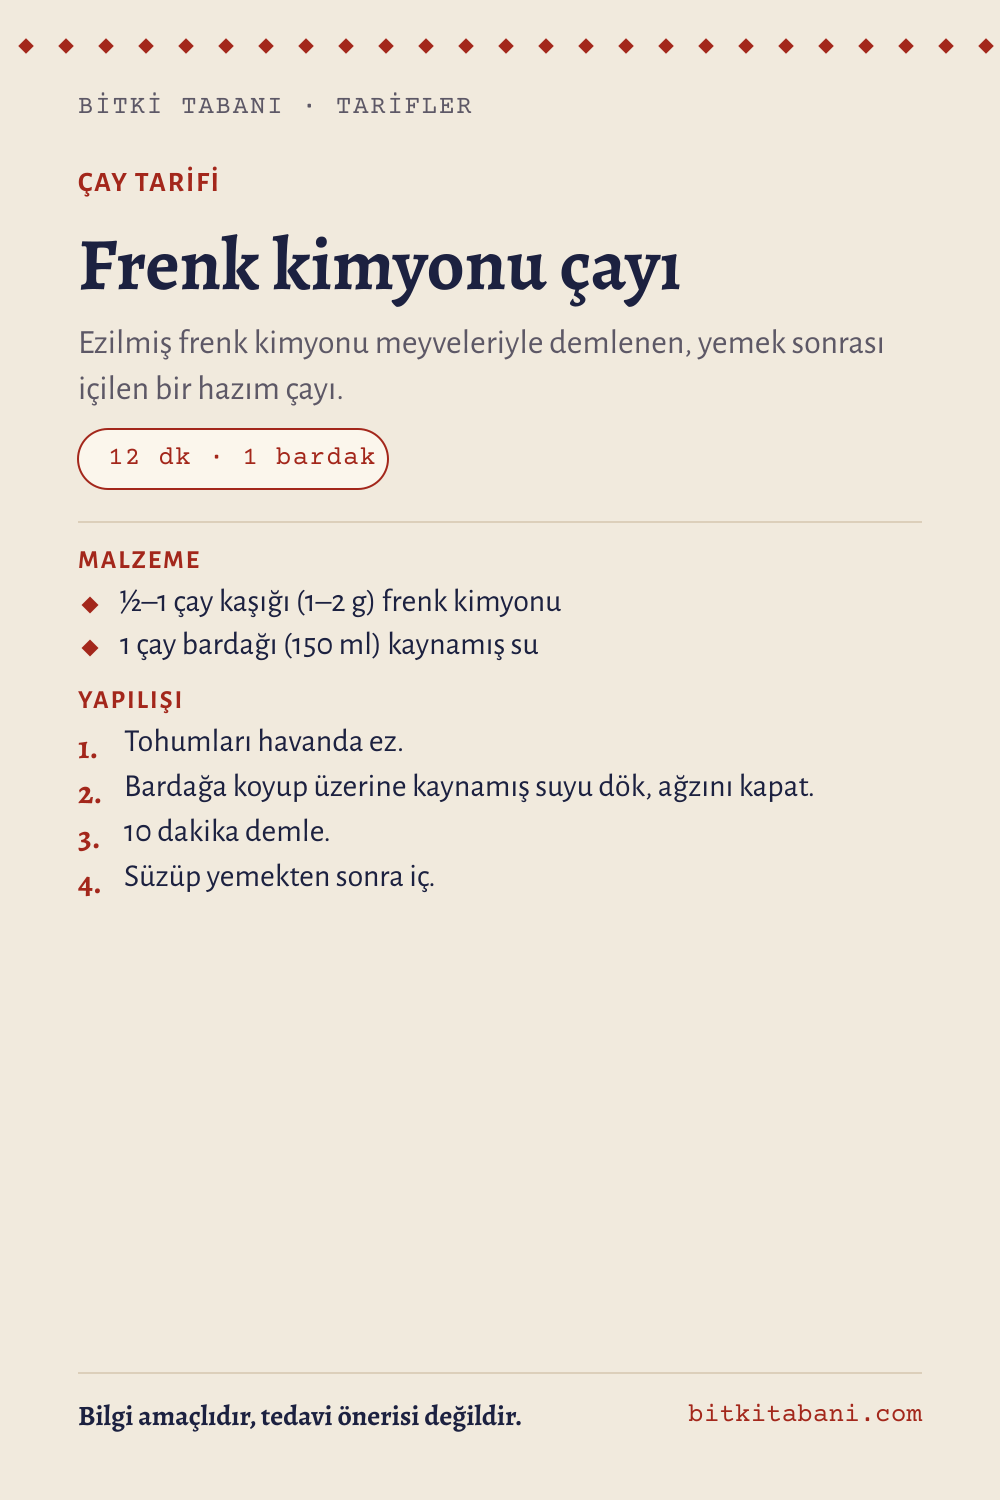 BİTKİ TABANI · TARİFLER
ÇAY TARİFİ
Frenk kimyonu çayı
Ezilmiş frenk kimyonu meyveleriyle demlenen, yemek sonrası
içilen bir hazım çayı.
12 dk · 1 bardak
MALZEME
◆ ½–1 çay kaşığı (1–2 g) frenk kimyonu
◆ 1 çay bardağı (150 ml) kaynamış su
YAPILIŞI
1. Tohumları havanda ez.
2. Bardağa koyup üzerine kaynamış suyu dök, ağzını kapat.
3. 10 dakika demle.
4. Süzüp yemekten sonra iç.
Bilgi amaçlıdır, tedavi önerisi değildir.
bitkitabani.com